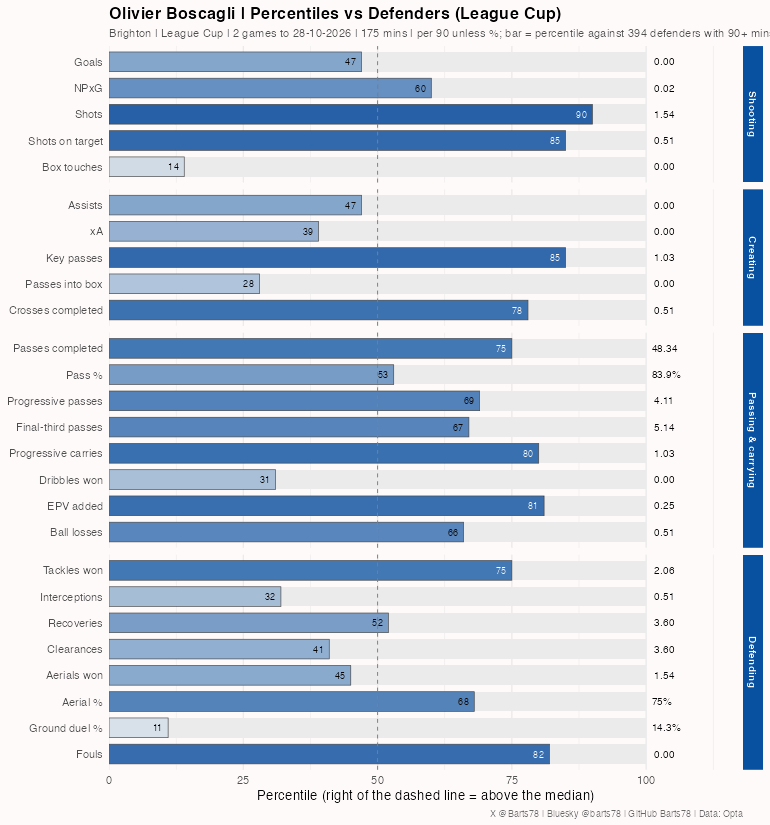 Olivier Boscagli | Percentiles vs Defenders (League Cup)
Brighton | League Cup | 2 games to 28-10-2026 | 175 mins | per 90 unless %; bar = percentile against 394 defenders with 90+ mins
Goals 47 0.00
NPxG 60 0.02
Shots 90 1.54
Shots on target 85 0.51
Box touches 14 0.00
Shooting
Assists 47 0.00
xA 39 0.00
Key passes 85 1.03
Passes into box 28 0.00
Crosses completed 78 0.51
Creating
Passes completed 75 48.34
Pass % 53 83.9%
Progressive passes 69 4.11
Final-third passes 67 5.14
Progressive carries 80 1.03
Dribbles won 31 0.00
EPV added 81 0.25
Ball losses 66 0.51
Passing & carrying
Tackles won 75 2.06
Interceptions 32 0.51
Recoveries 52 3.60
Clearances 41 3.60
Aerials won 45 1.54
Aerial % 68 75%
Ground duel % 11 14.3%
Fouls 82 0.00
Defending
0 25 50 75 100
Percentile (right of the dashed line = above the median)
X @Barts78 | Bluesky @barts78 | GitHub Barts78 | Data: Opta